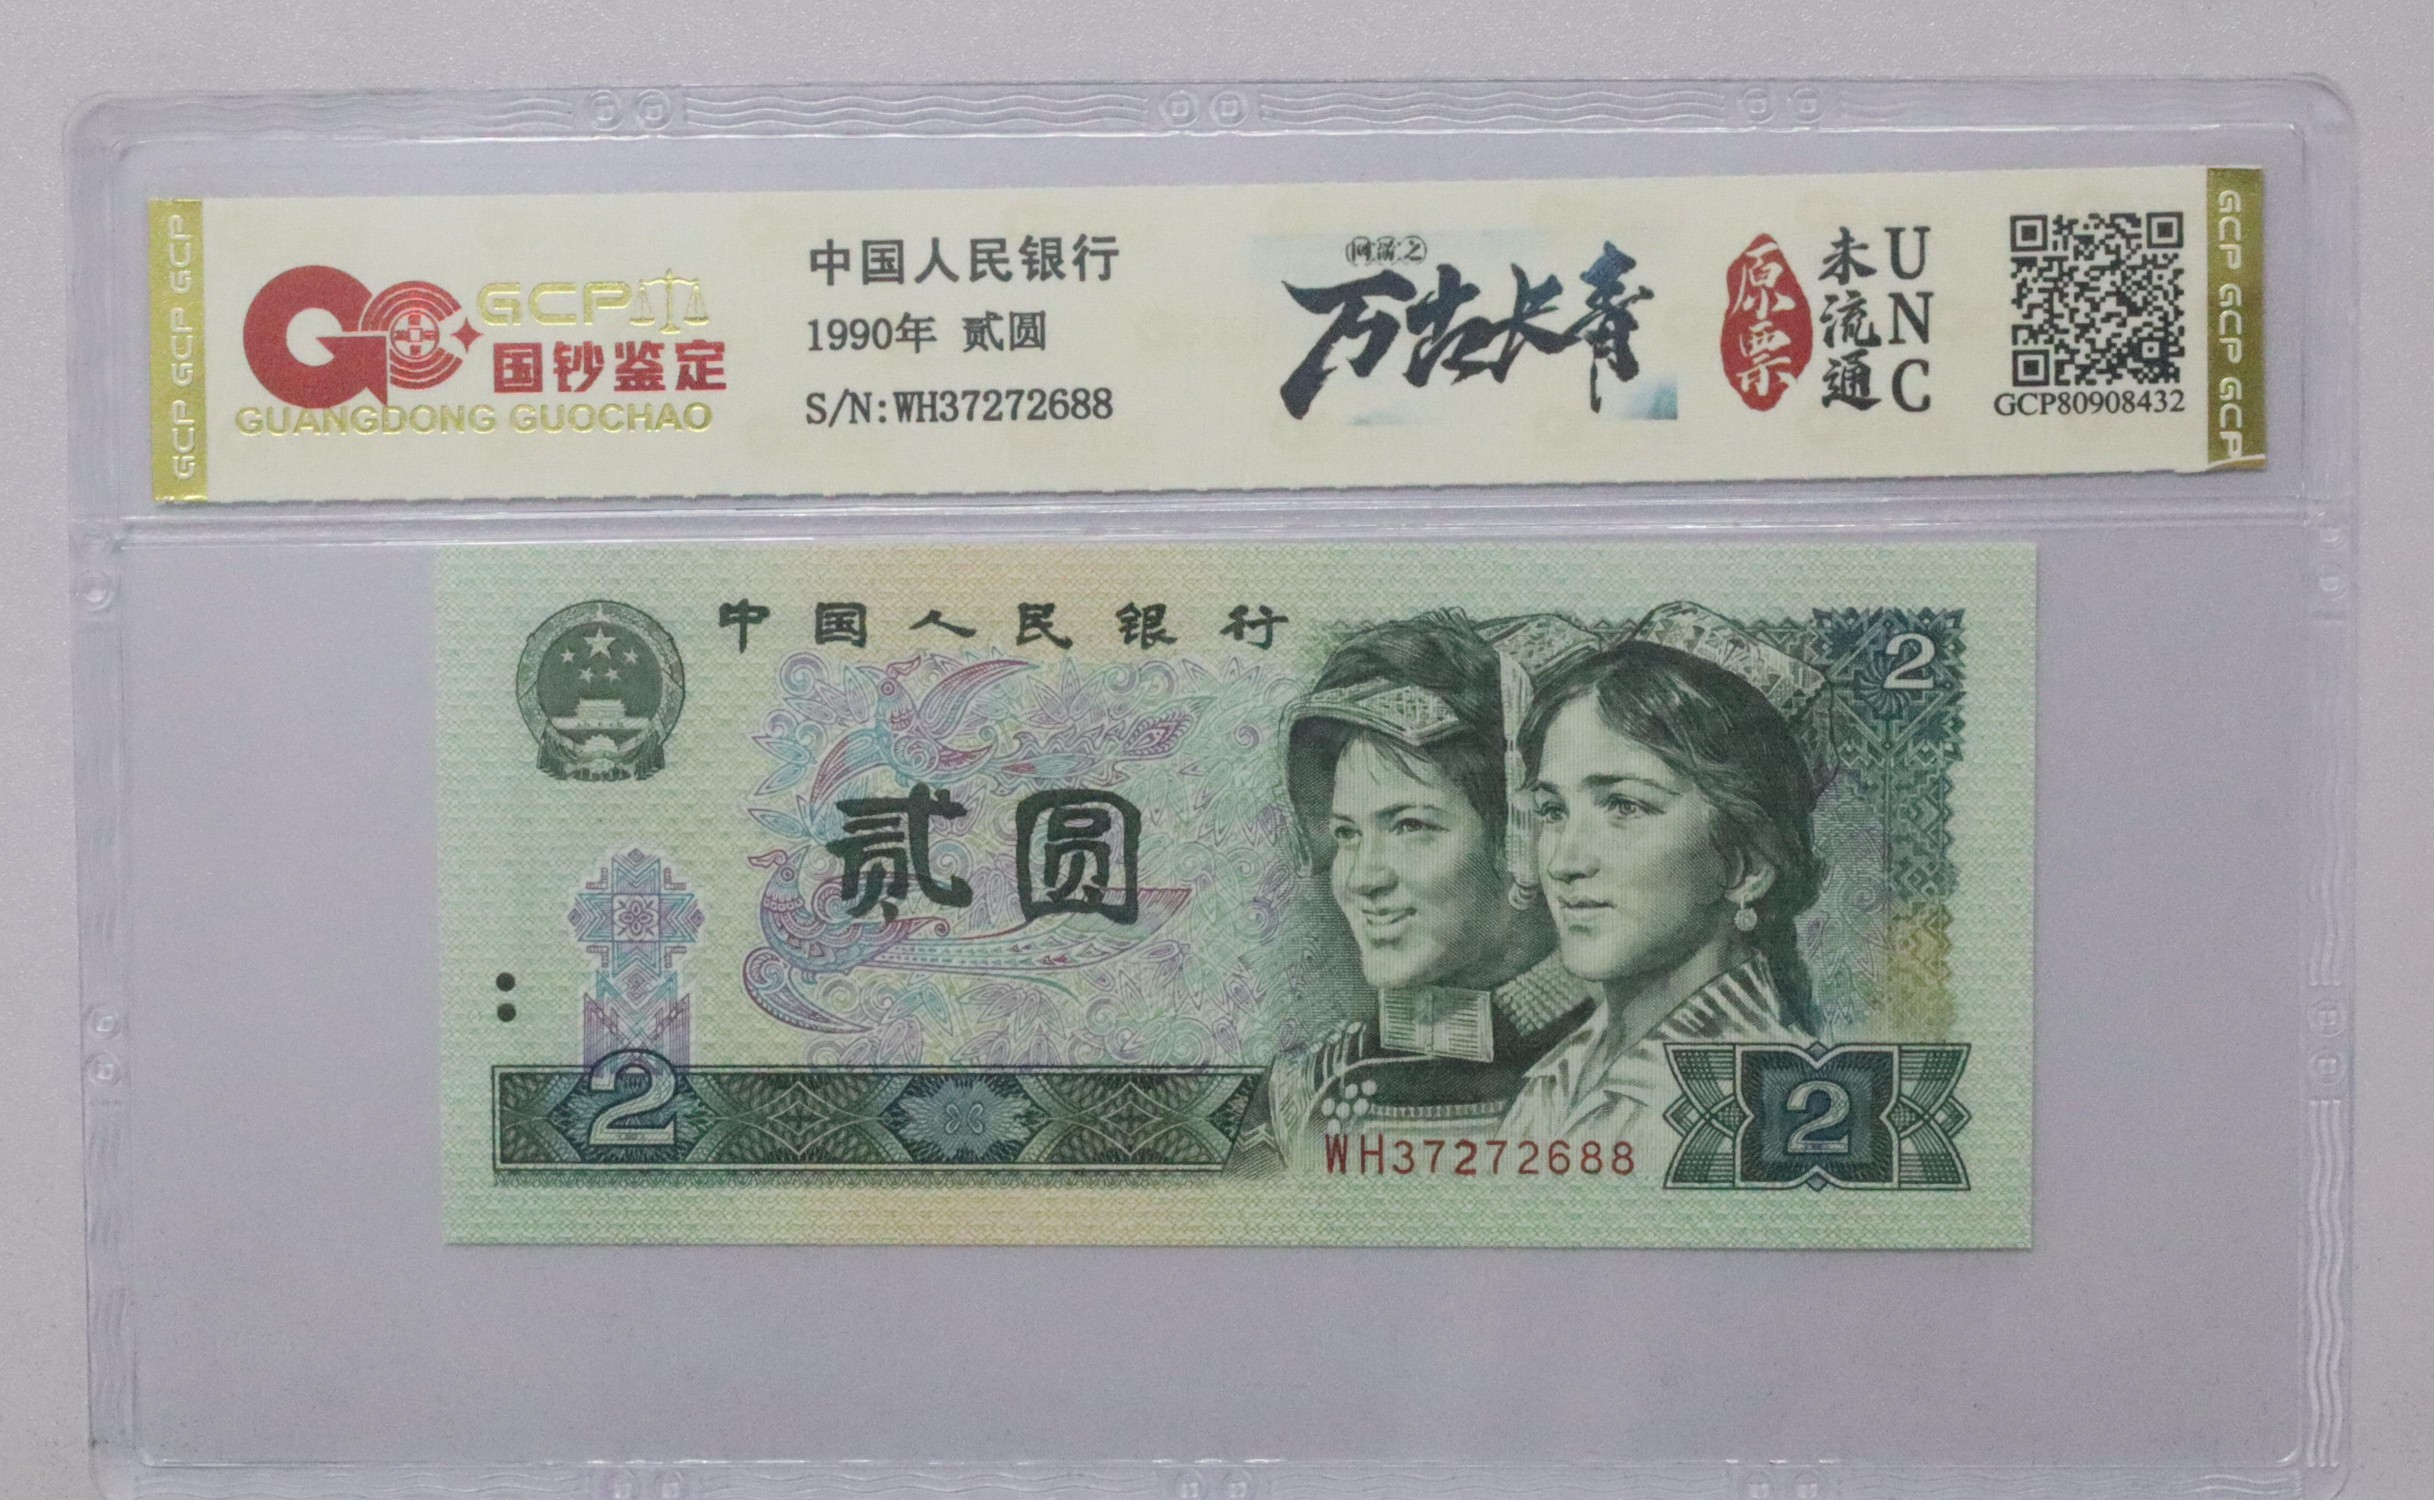 GCP GCP GCP
GCP
国钞鉴定
GUANGDONG GUOCHAO
中国人民银行
1990年 贰圆
S/N:WH37272688
万古长青
原票
未流通
UNC
GCP80908432
GCP GCP GCP
中国人民银行
2
贰圆
2
WH37272688
2